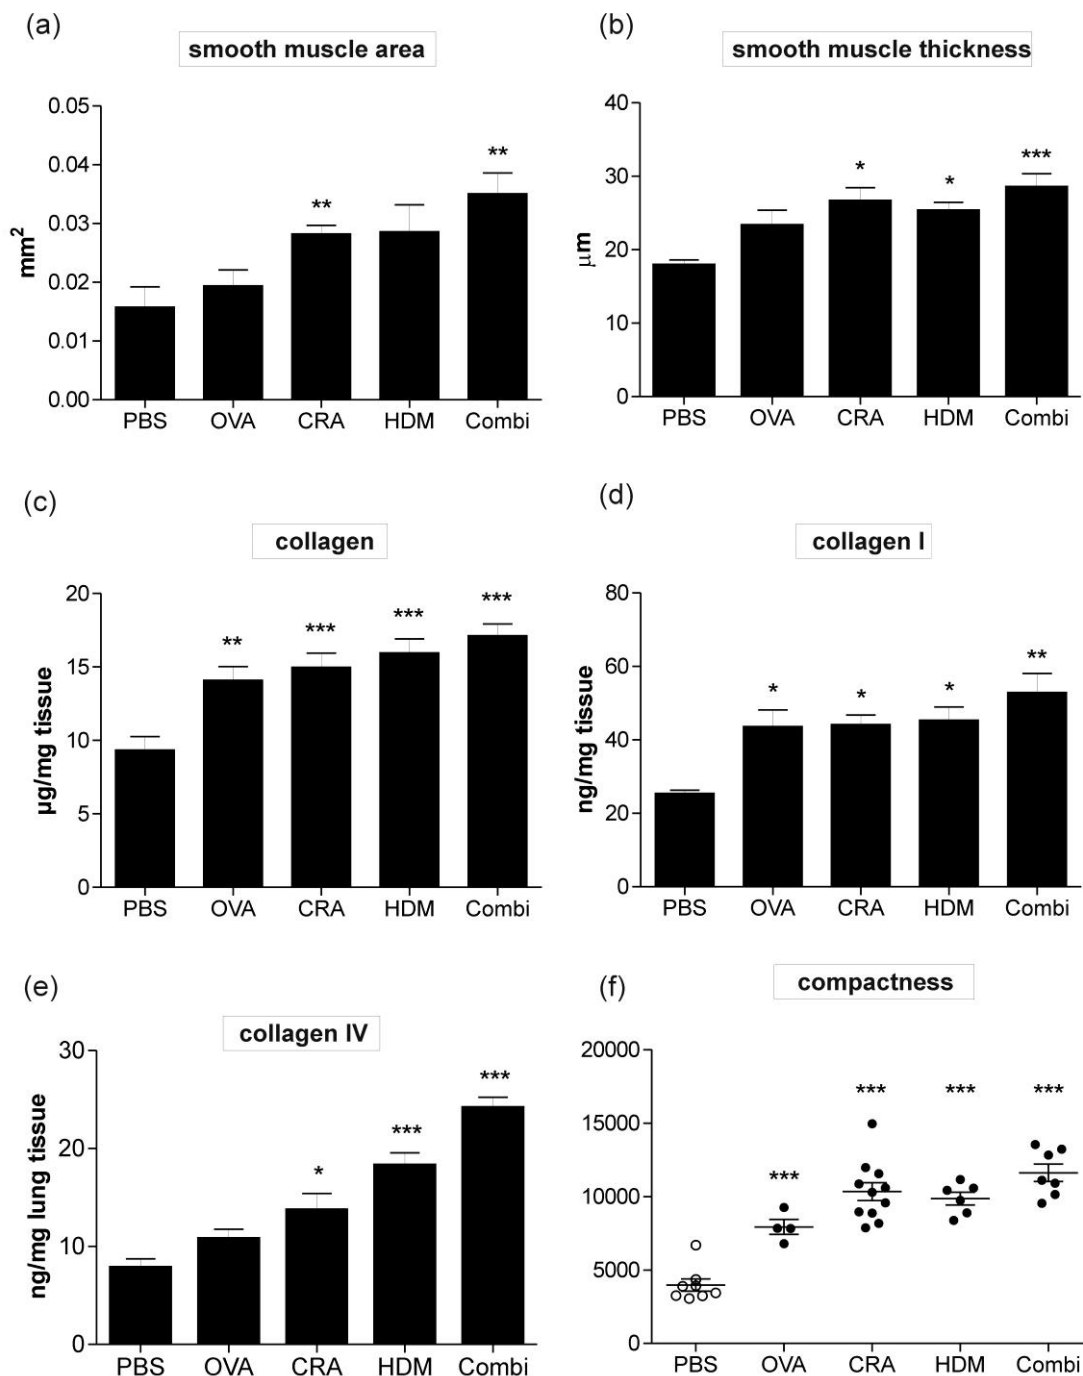 (a)
smooth muscle area
mm2
0.05
0.04
0.03
0.02
0.01
0.00
** **
PBS OVA CRA HDM Combi
(b)
smooth muscle thickness
μm
40
30
20
10
0
* * ***
PBS OVA CRA HDM Combi
(c)
collagen
µg/mg tissue
20
15
10
5
0
** *** *** ***
PBS OVA CRA HDM Combi
(d)
collagen I
ng/mg tissue
80
60
40
20
0
* * * **
PBS OVA CRA HDM Combi
(e)
collagen IV
ng/mg lung tissue
30
20
10
0
* *** ***
PBS OVA CRA HDM Combi
(f)
compactness
20000
15000
10000
5000
0
*** *** *** ***
PBS OVA CRA HDM Combi